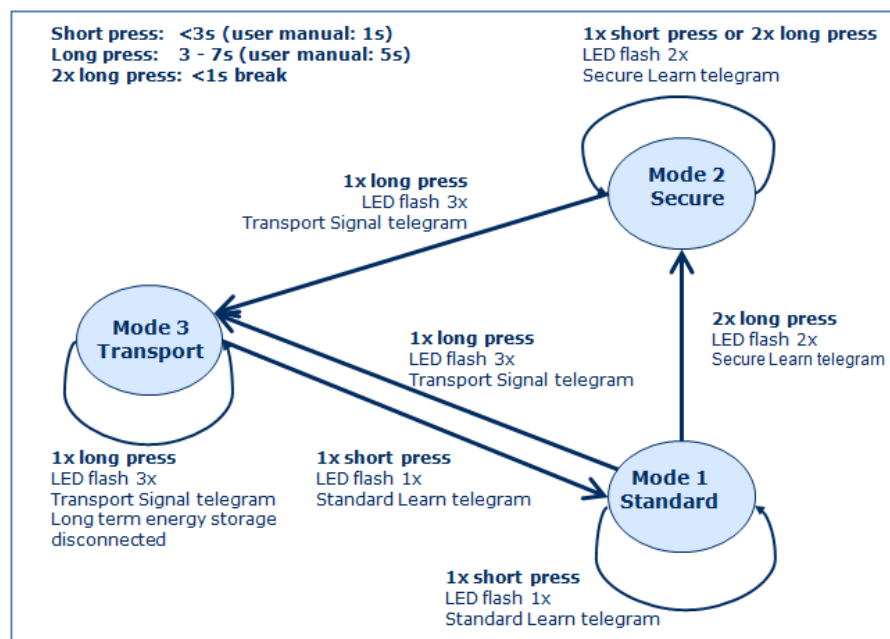 Short press: <3s (user manual: 1s)
Long press: 3 - 7s (user manual: 5s)
2x long press: <1s break
1x short press or 2x long press
LED flash 2x
Secure Learn telegram
Mode 2
Secure
1x long press
LED flash 3x
Transport Signal telegram
Mode 3
Transport
1x long press
LED flash 3x
Transport Signal telegram
2x long press
LED flash 2x
Secure Learn telegram
1x long press
LED flash 3x
Transport Signal telegram
Long term energy storage
disconnected
1x short press
LED flash 1x
Standard Learn telegram
Mode 1
Standard
1x short press
LED flash 1x
Standard Learn telegram